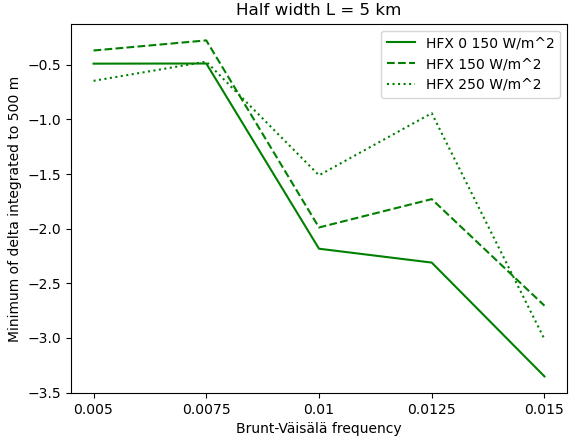 Half width L = 5 km
HFX 0 150 W/m^2
HFX 150 W/m^2
HFX 250 W/m^2
Minimum of delta integrated to 500 m
−0.5
−1.0
−1.5
−2.0
−2.5
−3.0
−3.5
0.005 0.0075 0.01 0.0125 0.015
Brunt-Väisälä frequency